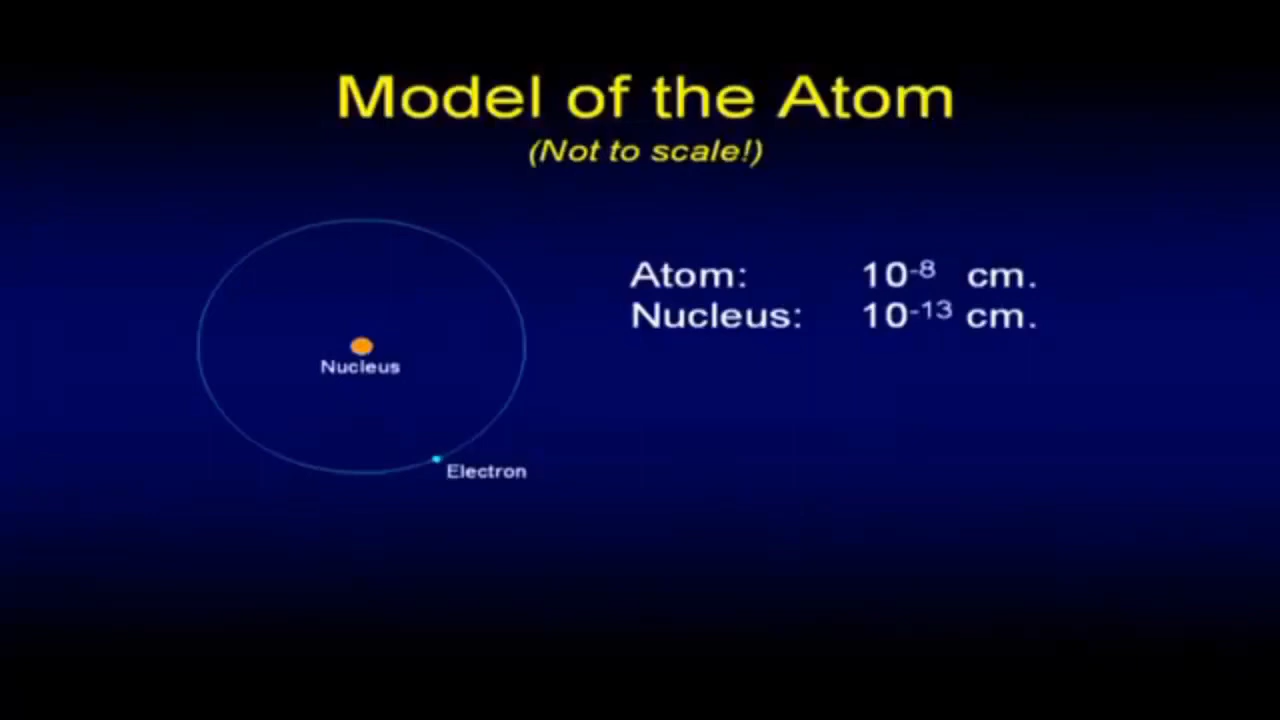 Model of the Atom
(Not to scale!)
Atom: 10⁻⁸ cm.
Nucleus: 10⁻¹³ cm.
Nucleus
Electron